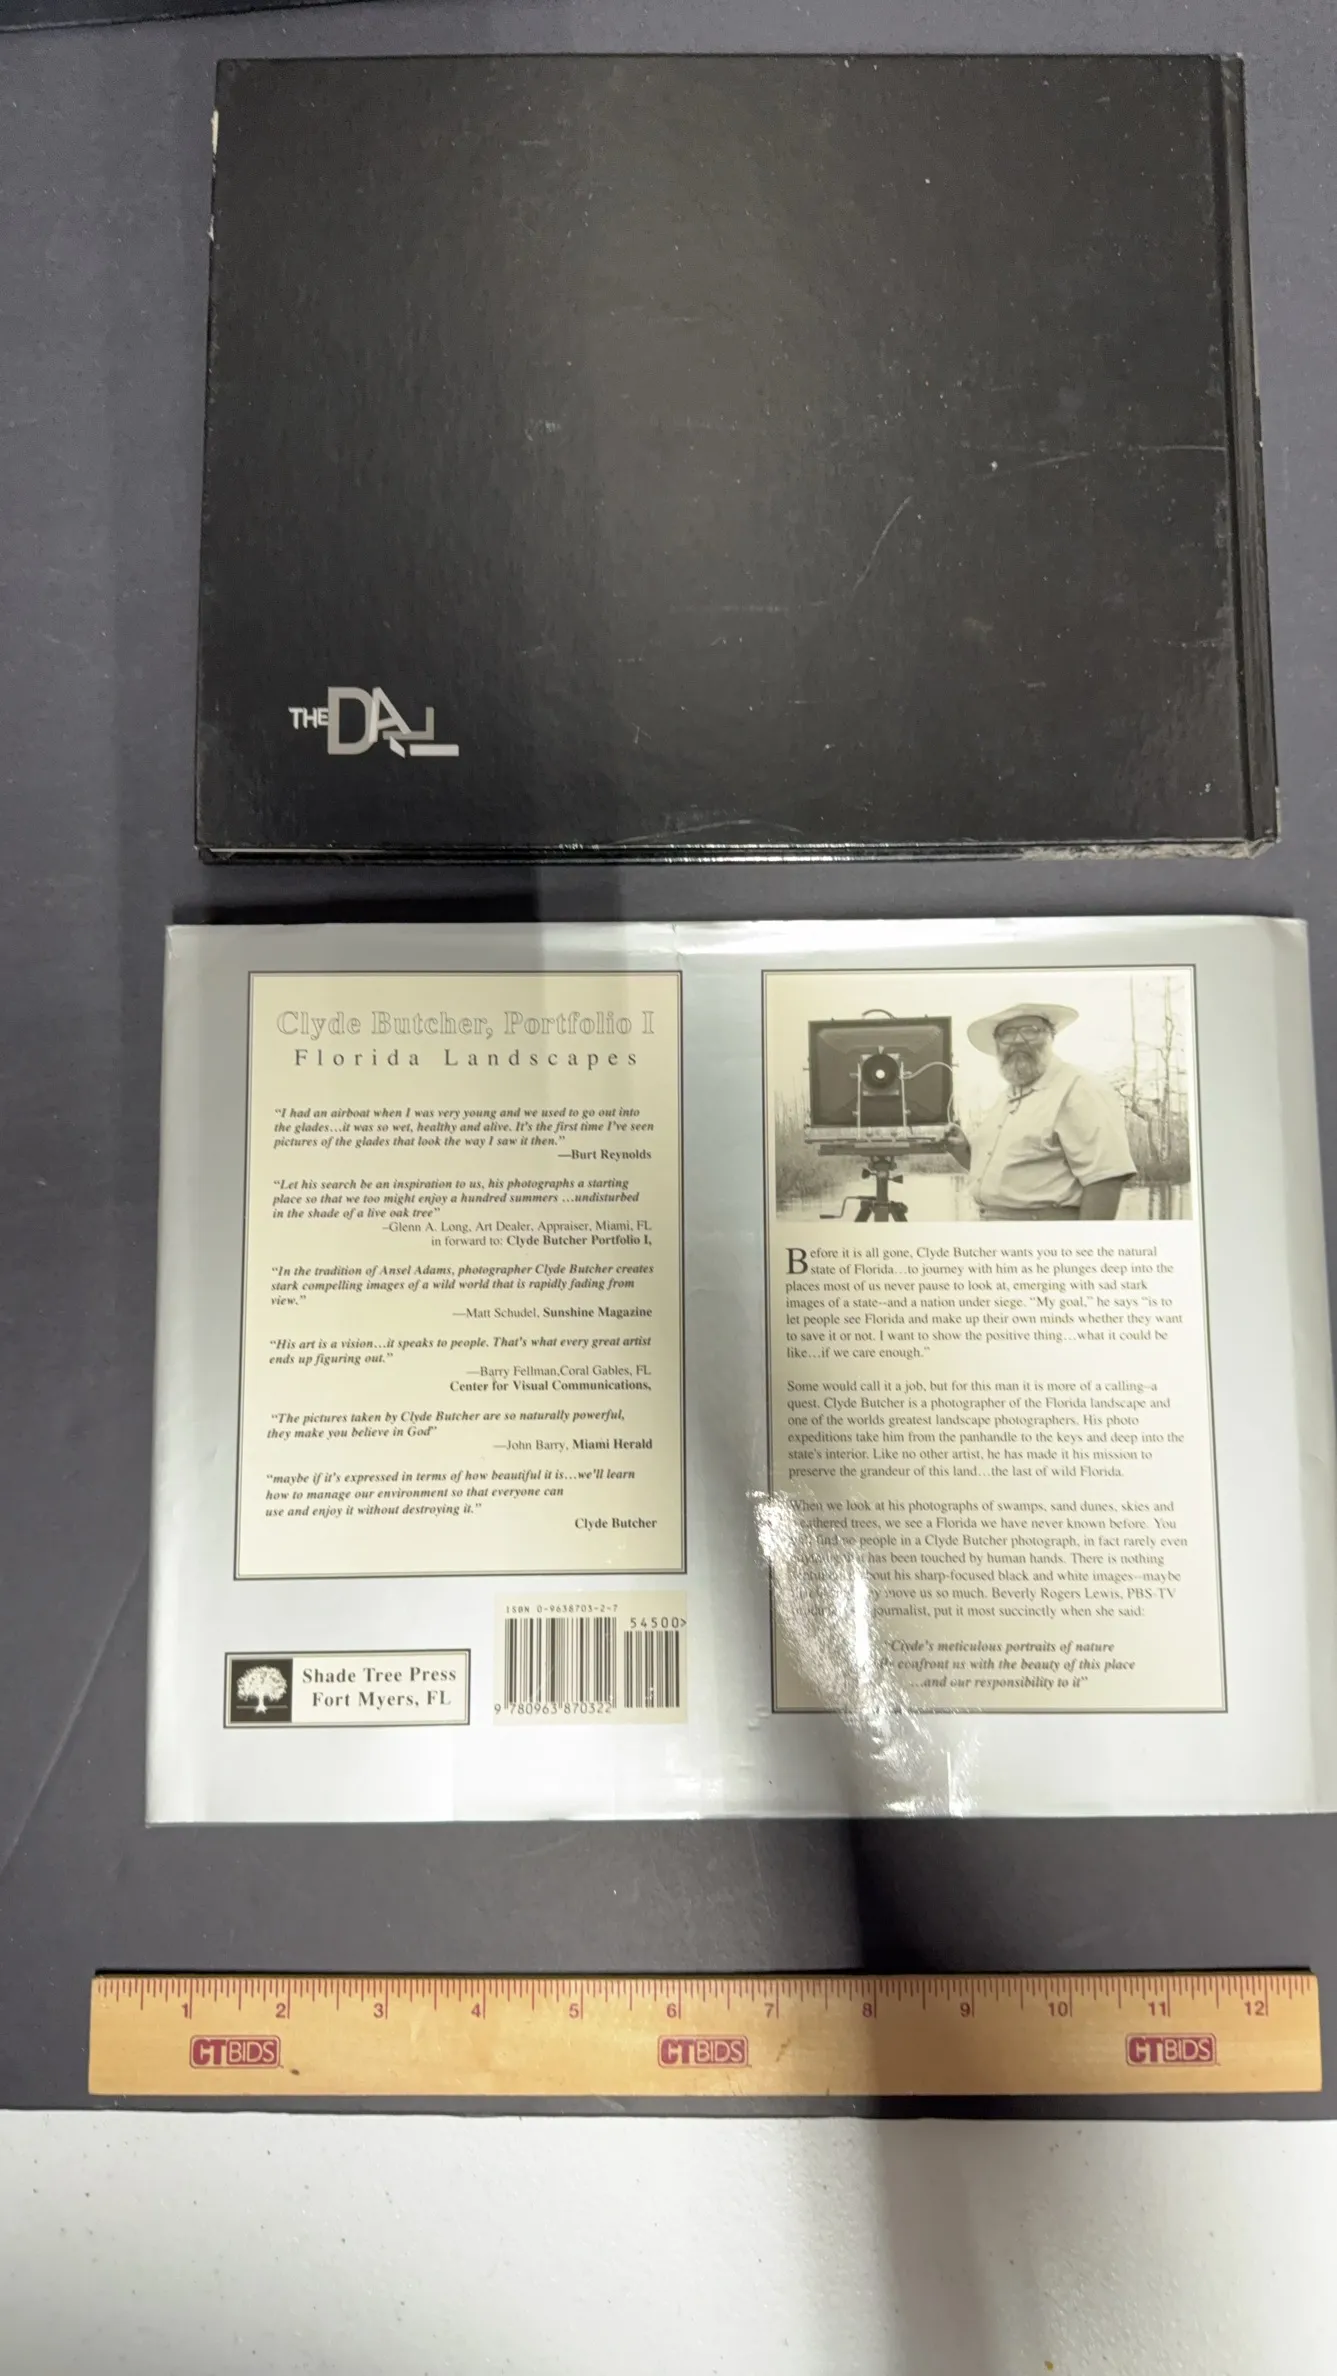 THE DALI
Clyde Butcher, Portfolio I
Florida Landscapes
"I had an airboat when I was very young and we used to go out into
the glades...it was so wet, healthy and alive. It's the first time I've seen
pictures of the glades that look the way I saw it then."
—Burt Reynolds
"Let his search be an inspiration to us, his photographs a starting
place so that we too might enjoy a hundred summers ...undisturbed
in the shade of a live oak tree"
–Glenn A. Long, Art Dealer, Appraiser, Miami, FL
in forward to: Clyde Butcher Portfolio I,
"In the tradition of Ansel Adams, photographer Clyde Butcher creates
stark compelling images of a wild world that is rapidly fading from
view."
—Matt Schudel, Sunshine Magazine
"His art is a vision...it speaks to people. That's what every great artist
ends up figuring out."
—Barry Fellman,Coral Gables, FL
Center for Visual Communications,
"The pictures taken by Clyde Butcher are so naturally powerful,
they make you believe in God"
—John Barry, Miami Herald
"maybe if it's expressed in terms of how beautiful it is...we'll learn
how to manage our environment so that everyone can
use and enjoy it without destroying it."
Clyde Butcher
ISBN 0-9638703-2-7
54500>
9 780963 870322
Shade Tree Press
Fort Myers, FL
Before it is all gone, Clyde Butcher wants you to see the natural
state of Florida...to journey with him as he plunges deep into the
places most of us never pause to look at, emerging with sad stark
images of a state--and a nation under siege. "My goal," he says "is to
let people see Florida and make up their own minds whether they want
to save it or not. I want to show the positive thing...what it could be
like...if we care enough."
Some would call it a job, but for this man it is more of a calling–a
quest. Clyde Butcher is a photographer of the Florida landscape and
one of the worlds greatest landscape photographers. His photo
expeditions take him from the panhandle to the keys and deep into the
state's interior. Like no other artist, he has made it his mission to
preserve the grandeur of this land...the last of wild Florida.
When we look at his photographs of swamps, sand dunes, skies and
trees, we see a Florida we have never known before. You
find no people in a Clyde Butcher photograph, in fact rarely even
has been touched by human hands. There is nothing
about his sharp-focused black and white images–maybe
move us so much. Beverly Rogers Lewis, PBS-TV
journalist, put it most succinctly when she said:
"Clyde's meticulous portraits of nature
confront us with the beauty of this place
...and our responsibility to it"
1 2 3 4 5 6 7 8 9 10 11 12
CTBIDS CTBIDS CTBIDS